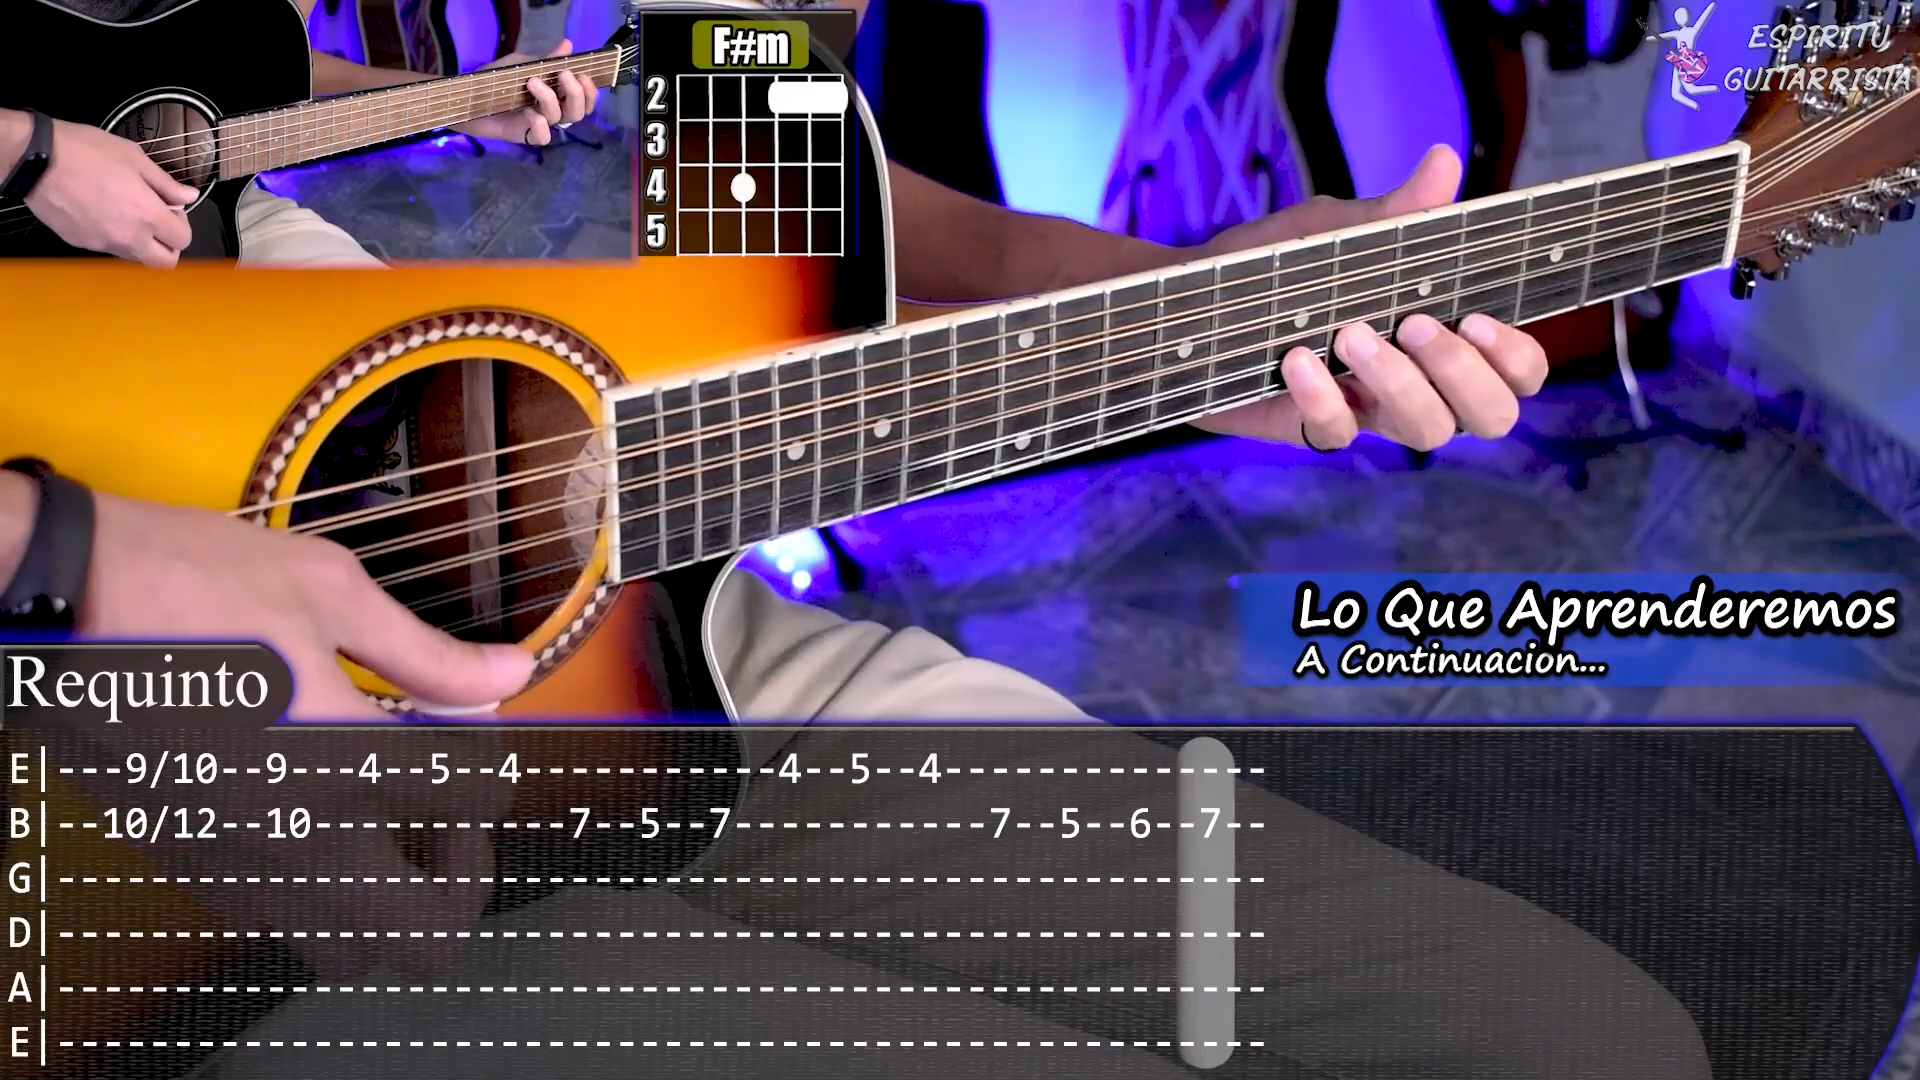 F#m
2
3
4
5
ESPIRITU
GUITARRISTA
Lo Que Aprenderemos
A Continuacion...
Requinto
E|---9/10--9---4--5--4-----------4--5--4--------------
B|--10/12--10-----------7--5--7-----------7--5--6--7--
G|----------------------------------------------------
D|----------------------------------------------------
A|----------------------------------------------------
E|----------------------------------------------------